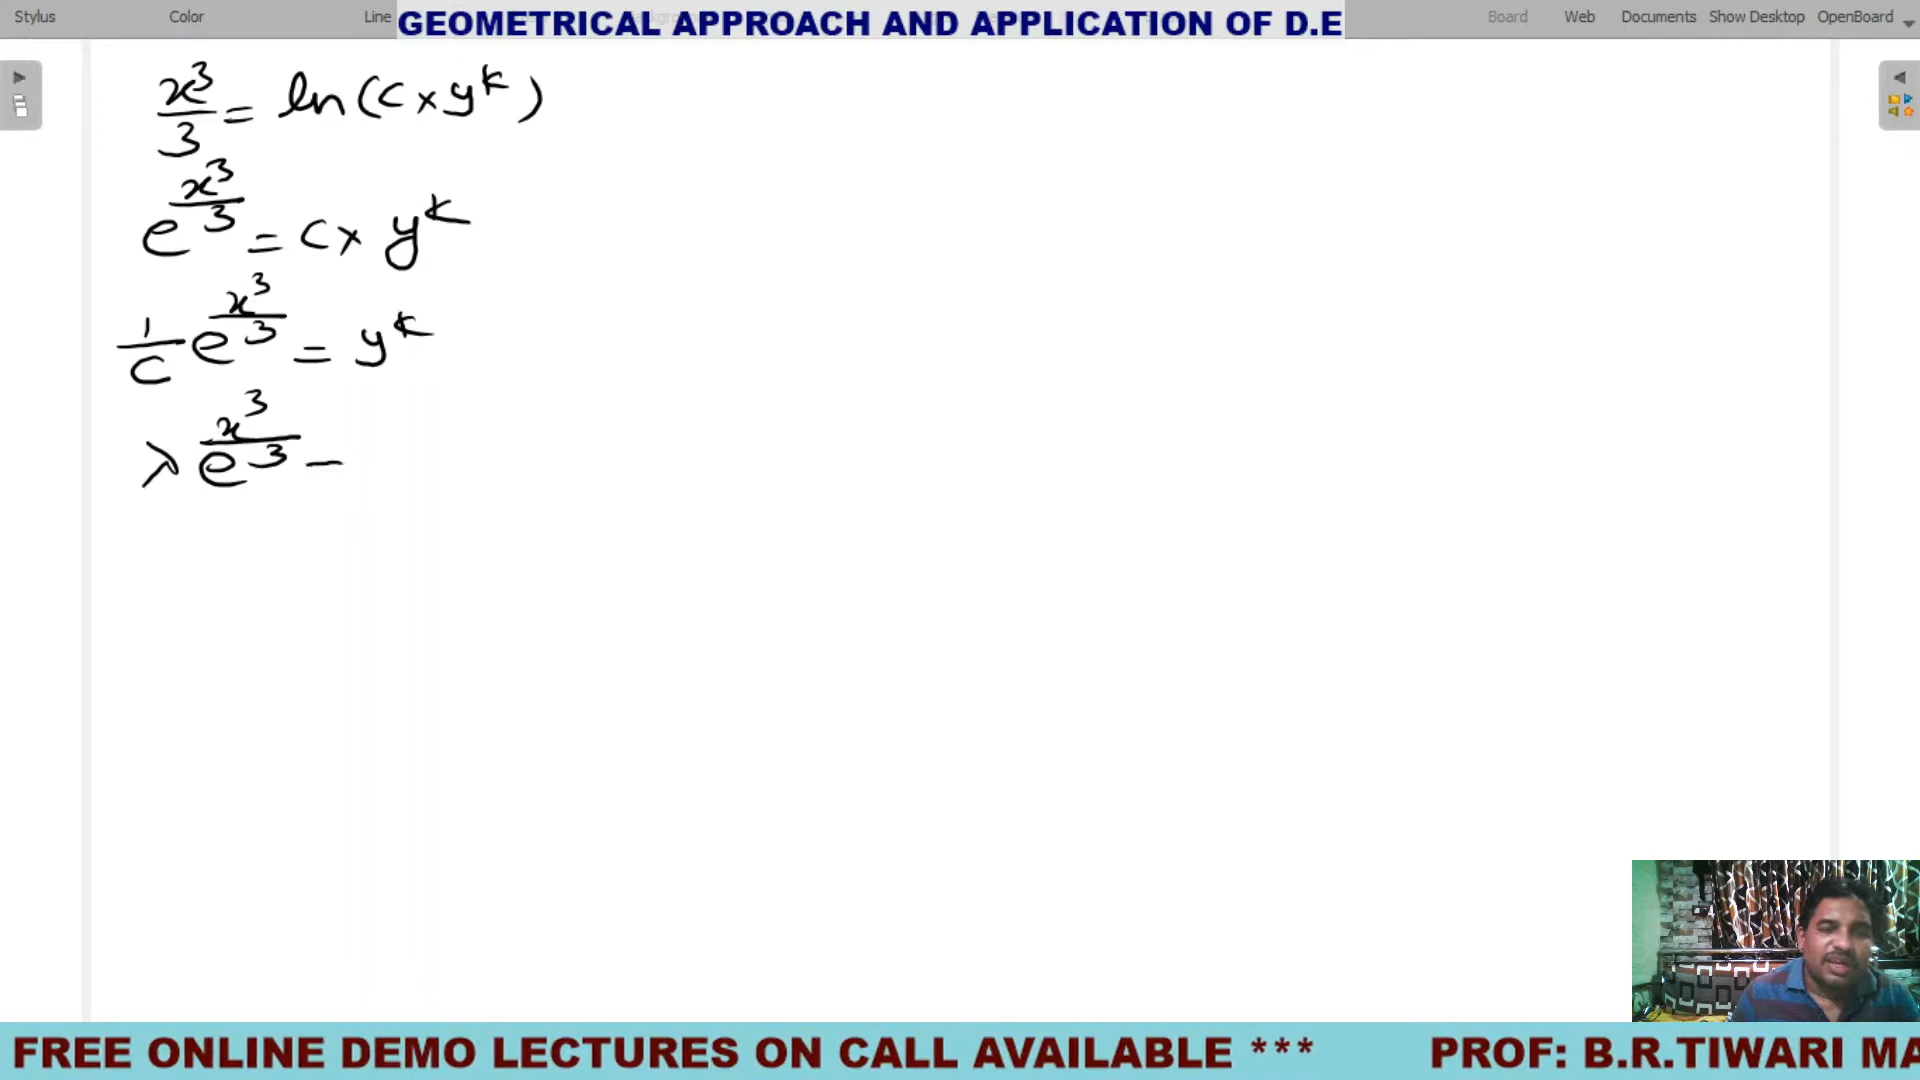 Stylus Color Line GEOMETRICAL APPROACH AND APPLICATION OF D.E Board Web Documents Show Desktop OpenBoard
x³/3 = ln(c × y^k)
e^(x³/3) = c × y^k
1/c e^(x³/3) = y^k
λ e^(x³/3) –
FREE ONLINE DEMO LECTURES ON CALL AVAILABLE *** PROF: B.R.TIWARI MA